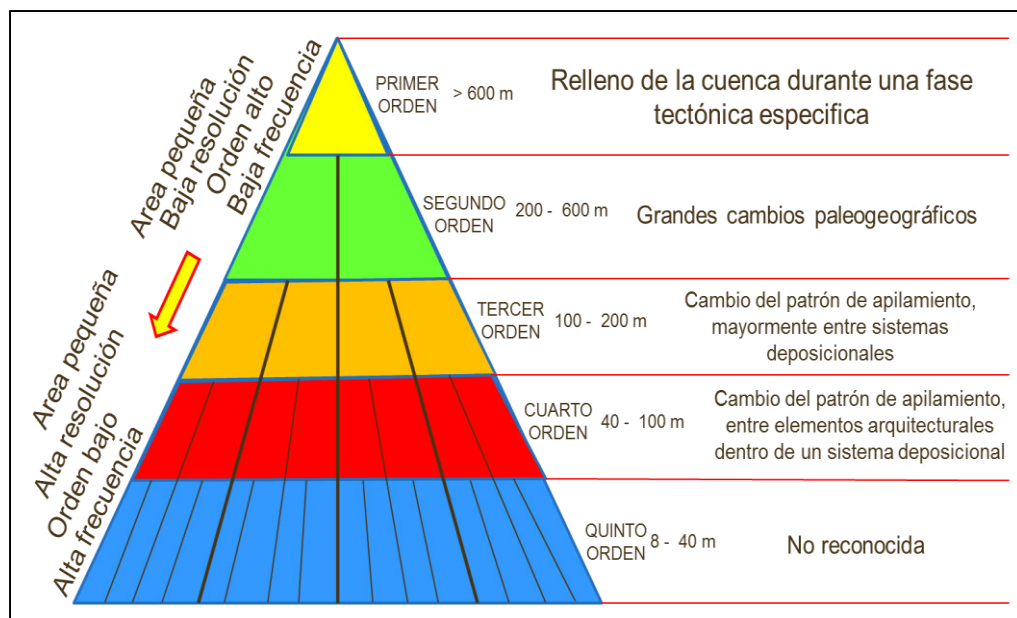 Area pequeña
Baja resolución
Orden alto
Baja frecuencia
PRIMER
ORDEN
> 600 m
Relleno de la cuenca durante una fase
tectónica especifica
SEGUNDO
ORDEN
200 - 600 m
Grandes cambios paleogeográficos
Area pequeña
Alta resolución
Orden bajo
Alta frecuencia
TERCER
ORDEN
100 - 200 m
Cambio del patrón de apilamiento,
mayormente entre sistemas
deposicionales
CUARTO
ORDEN
40 - 100 m
Cambio del patrón de apilamiento,
entre elementos arquitecturales
dentro de un sistema deposicional
QUINTO
ORDEN
8 - 40 m
No reconocida